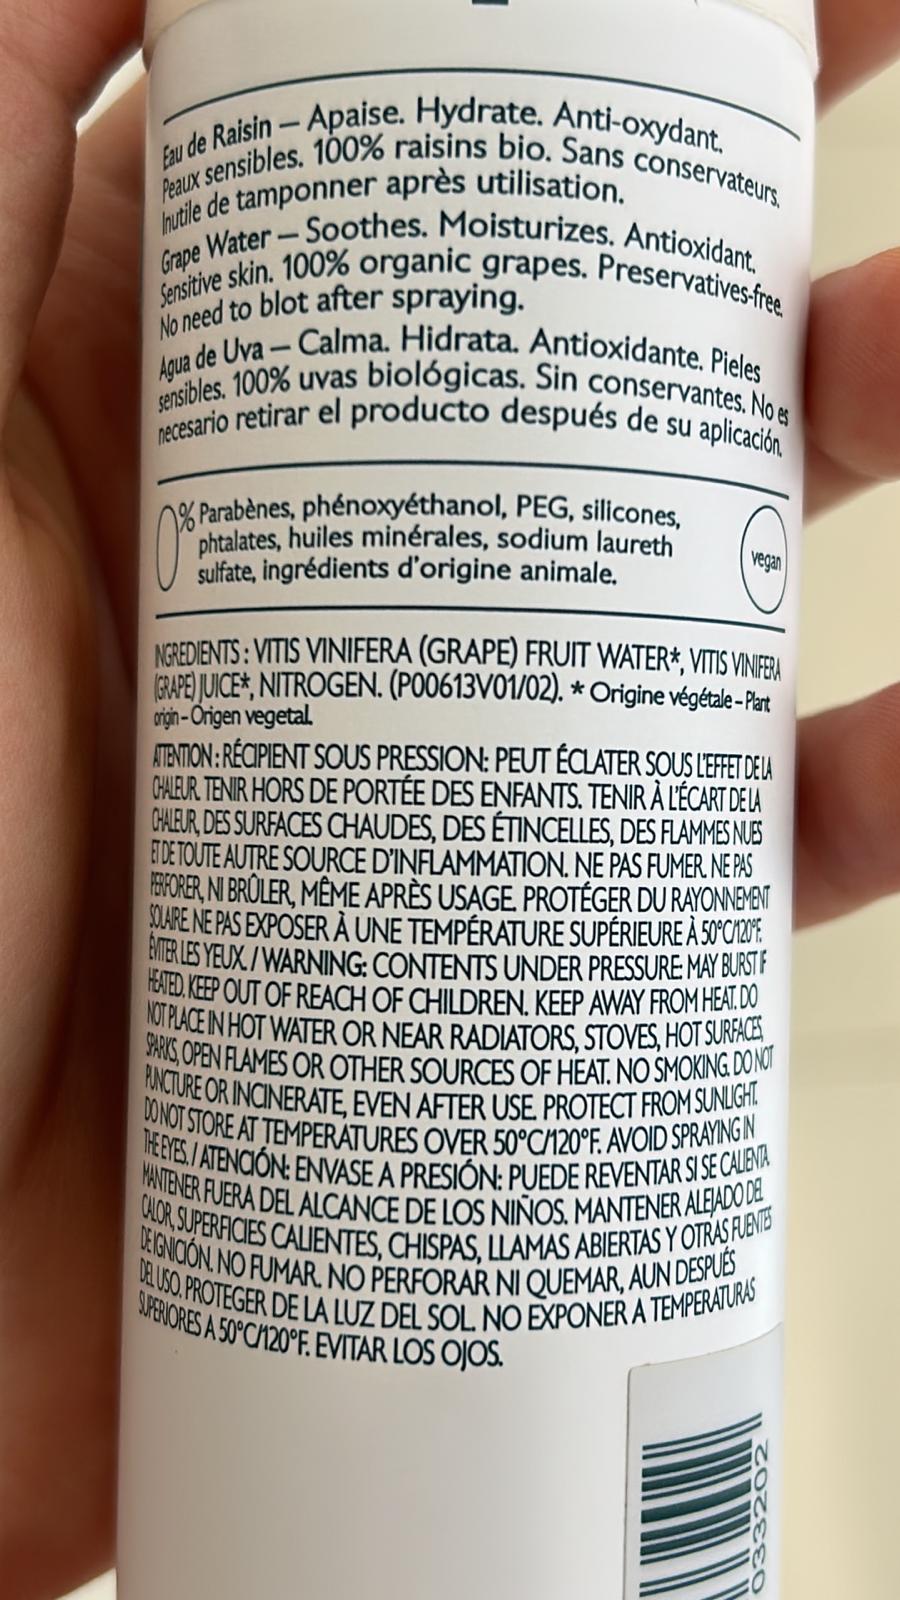 Eau de Raisin – Apaise. Hydrate. Anti-oxydant.
Peaux sensibles. 100% raisins bio. Sans conservateurs.
Inutile de tamponner après utilisation.
Grape Water – Soothes. Moisturizes. Antioxidant.
Sensitive skin. 100% organic grapes. Preservatives-free.
No need to blot after spraying.
Agua de Uva – Calma. Hidrata. Antioxidante. Pieles
sensibles. 100% uvas biológicas. Sin conservantes. No es
necesario retirar el producto después de su aplicación.
0% Parabènes, phénoxyéthanol, PEG, silicones,
phtalates, huiles minérales, sodium laureth
sulfate, ingrédients d'origine animale.
vegan
INGREDIENTS : VITIS VINIFERA (GRAPE) FRUIT WATER*, VITIS VINIFERA
(GRAPE) JUICE*, NITROGEN. (P00613V01/02). * Origine végétale – Plant
origin – Origen vegetal.
ATTENTION : RÉCIPIENT SOUS PRESSION: PEUT ÉCLATER SOUS L'EFFET DE LA
CHALEUR. TENIR HORS DE PORTÉE DES ENFANTS. TENIR À L'ÉCART DE LA
CHALEUR, DES SURFACES CHAUDES, DES ÉTINCELLES, DES FLAMMES NUES
ET DE TOUTE AUTRE SOURCE D'INFLAMMATION. NE PAS FUMER. NE PAS
PERFORER, NI BRÛLER, MÊME APRÈS USAGE. PROTÉGER DU RAYONNEMENT
SOLAIRE. NE PAS EXPOSER À UNE TEMPÉRATURE SUPÉRIEURE À 50°C/120°F.
ÉVITER LES YEUX. / WARNING: CONTENTS UNDER PRESSURE: MAY BURST IF
HEATED. KEEP OUT OF REACH OF CHILDREN. KEEP AWAY FROM HEAT. DO
NOT PLACE IN HOT WATER OR NEAR RADIATORS, STOVES, HOT SURFACES,
SPARKS, OPEN FLAMES OR OTHER SOURCES OF HEAT. NO SMOKING. DO NOT
PUNCTURE OR INCINERATE, EVEN AFTER USE. PROTECT FROM SUNLIGHT.
DO NOT STORE AT TEMPERATURES OVER 50°C/120°F. AVOID SPRAYING IN
THE EYES. / ATENCIÓN: ENVASE A PRESIÓN: PUEDE REVENTAR SI SE CALIENTA.
MANTENER FUERA DEL ALCANCE DE LOS NIÑOS. MANTENER ALEJADO DEL
CALOR, SUPERFICIES CALIENTES, CHISPAS, LLAMAS ABIERTAS Y OTRAS FUENTES
DE IGNICIÓN. NO FUMAR. NO PERFORAR NI QUEMAR, AUN DESPUÉS
DEL USO. PROTEGER DE LA LUZ DEL SOL. NO EXPONER A TEMPERATURAS
SUPERIORES A 50°C/120°F. EVITAR LOS OJOS.
033202